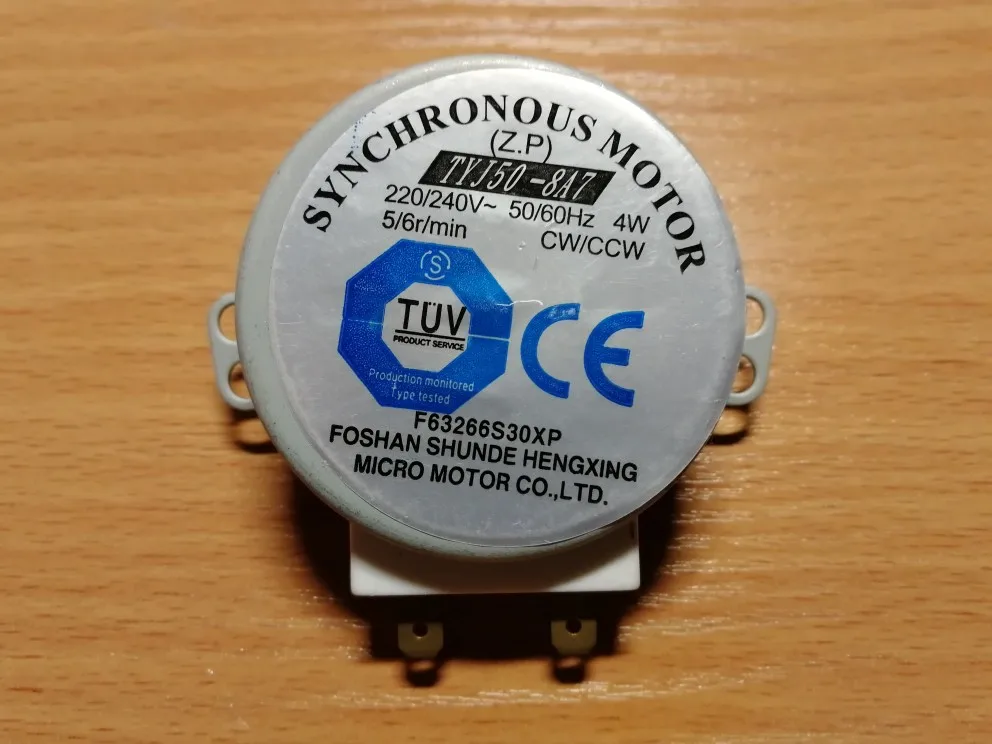 SYNCHRONOUS MOTOR
(Z.P)
TYJ50-8A7
220/240V~ 50/60Hz 4W
5/6r/min CW/CCW
S
TÜV
PRODUCT SERVICE
Production monitored
Type tested
CE
F63266S30XP
FOSHAN SHUNDE HENGXING
MICRO MOTOR CO.,LTD.